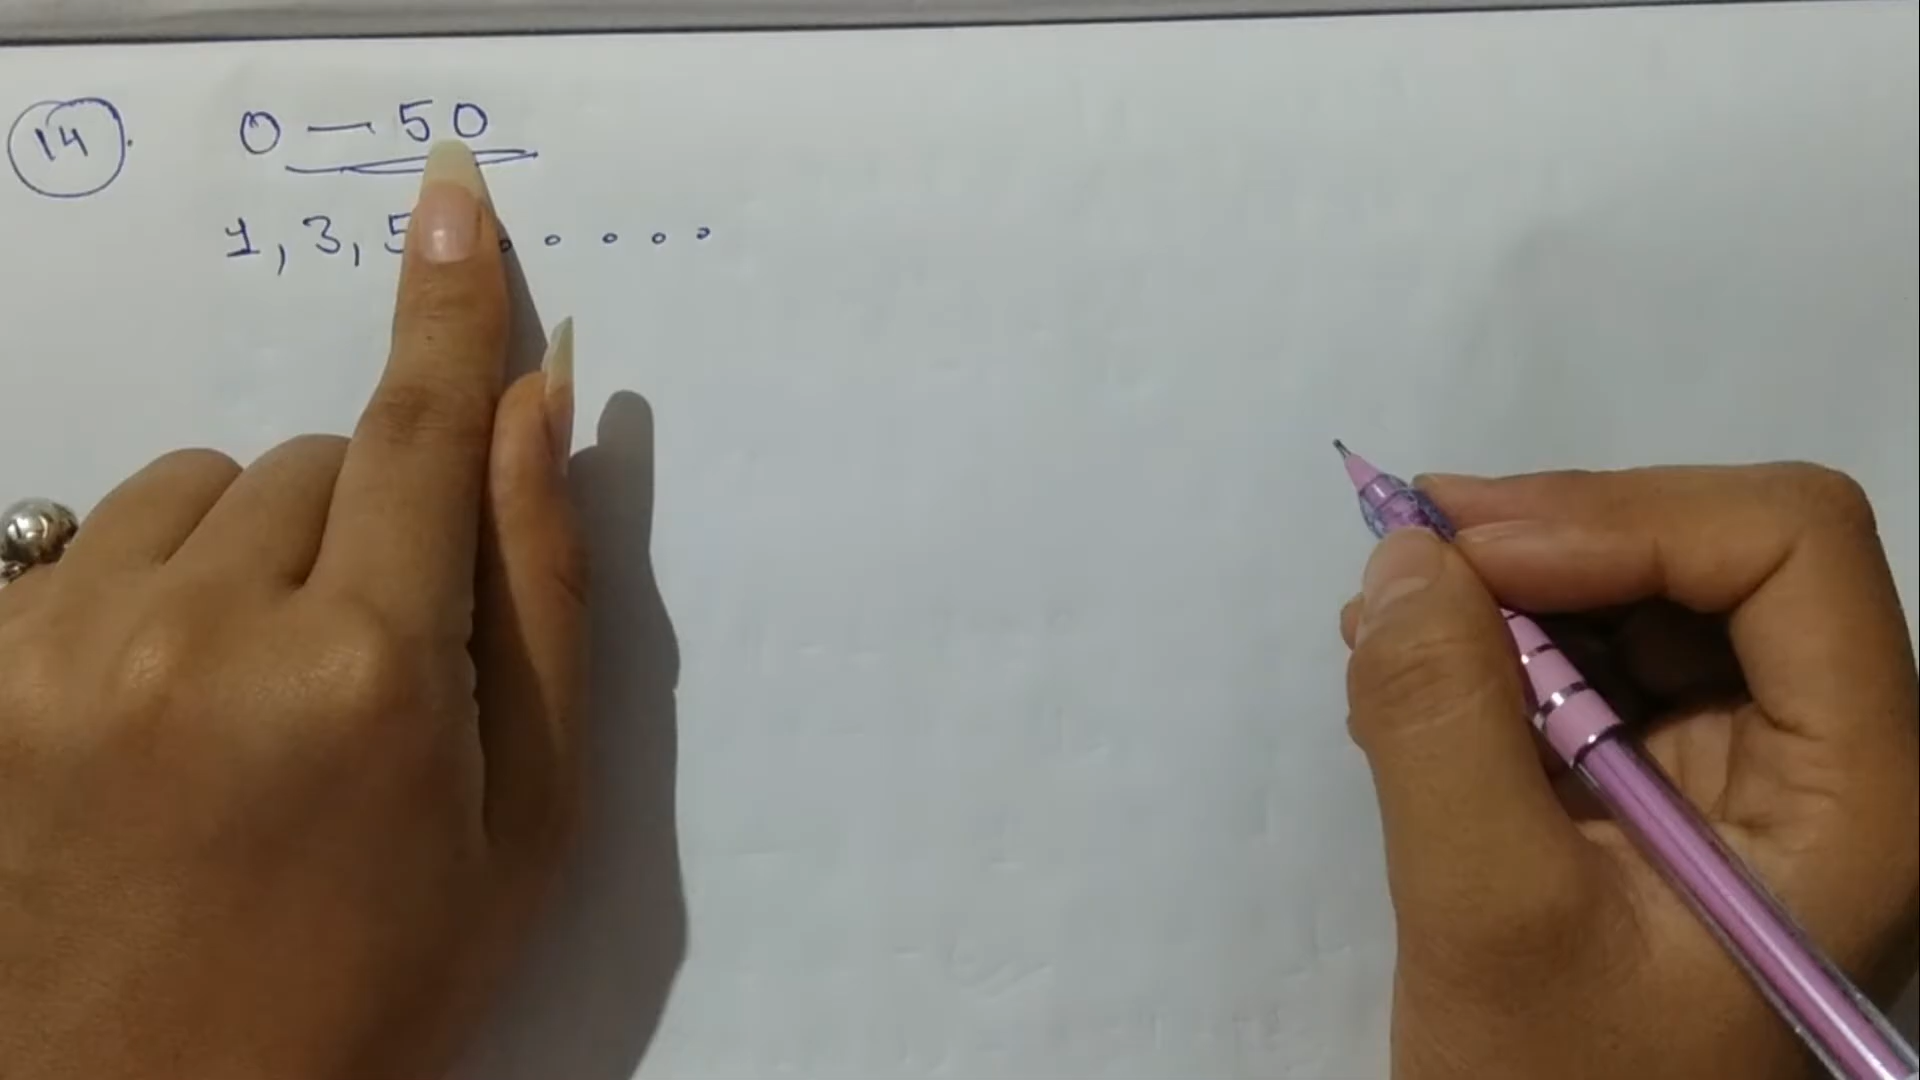 14. 0 — 50
1, 3, 5 . . . . .